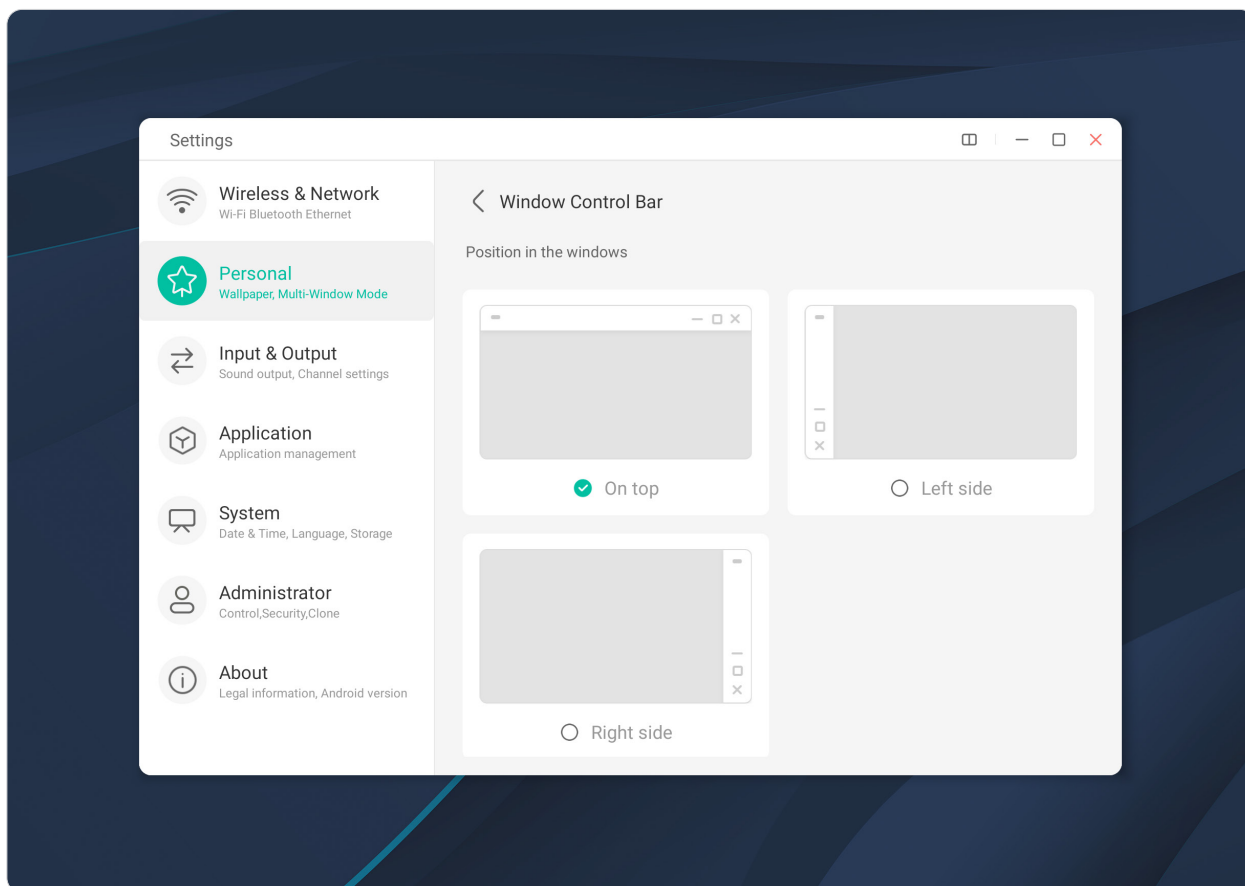 Settings
Wireless & Network
Wi-Fi Bluetooth Ethernet
Personal
Wallpaper, Multi-Window Mode
Input & Output
Sound output, Channel settings
Application
Application management
System
Date & Time, Language, Storage
Administrator
Control,Security,Clone
About
Legal information, Android version
Window Control Bar
Position in the windows
On top
Left side
Right side